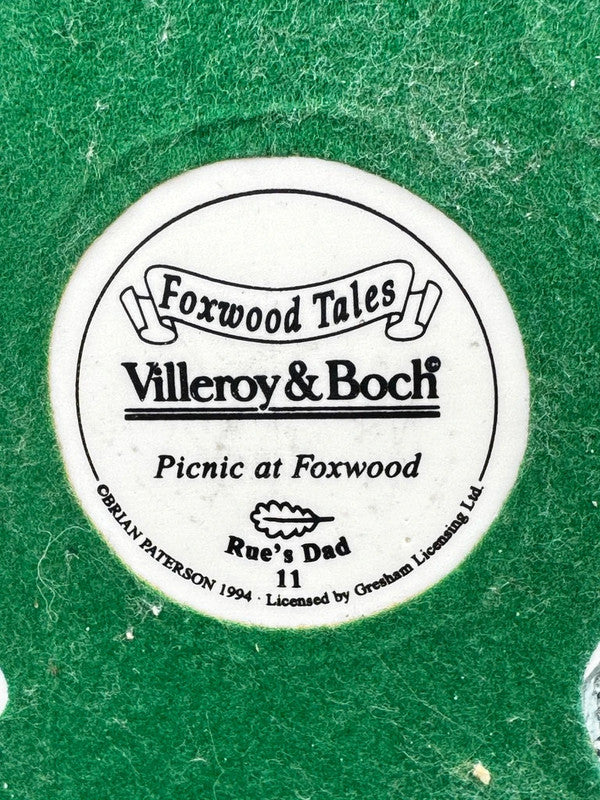 Foxwood Tales
Villeroy & Boch©
Picnic at Foxwood
Rue's Dad
11
©BRIAN PATERSON 1994 · Licensed by Gresham Licensing Ltd.